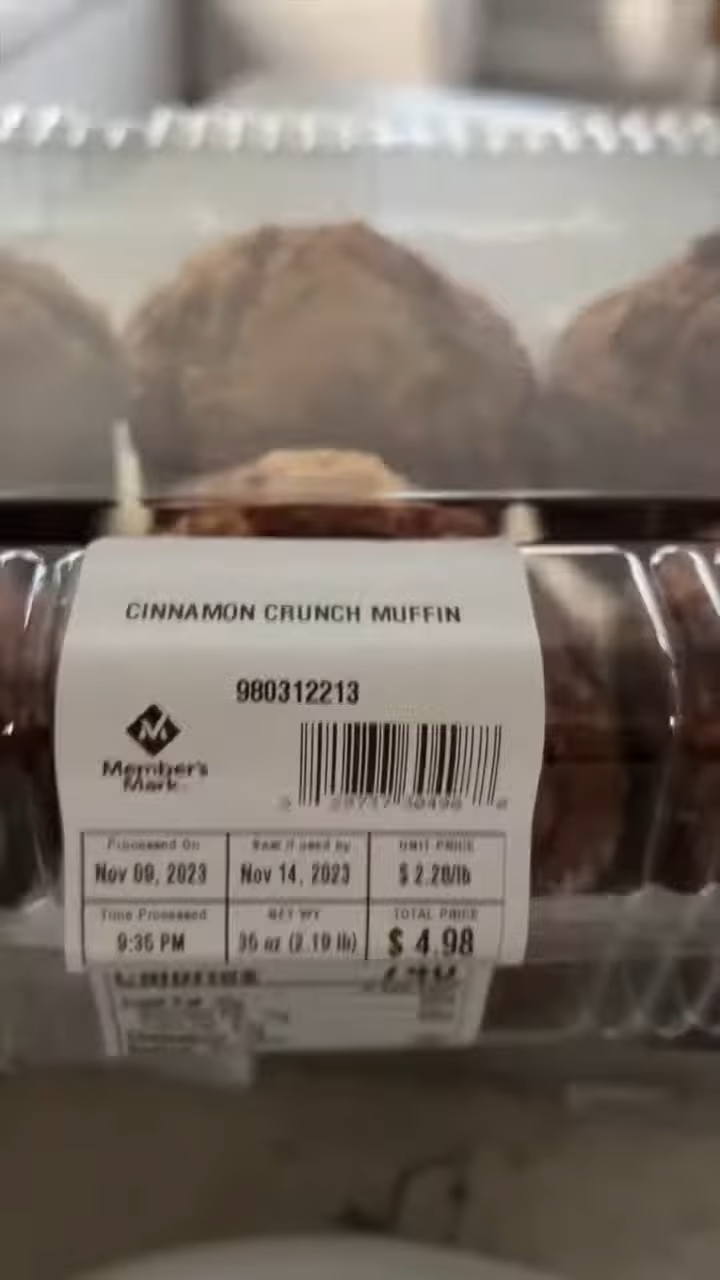 CINNAMON CRUNCH MUFFIN
980312213
Member's
Mark
Processed On Best if used by UNIT PRICE
Nov 09, 2023 Nov 14, 2023 $ 2.28/lb
Time Processed NET WT TOTAL PRICE
9:36 PM 36 oz (2.19 lb) $ 4.98
Calories